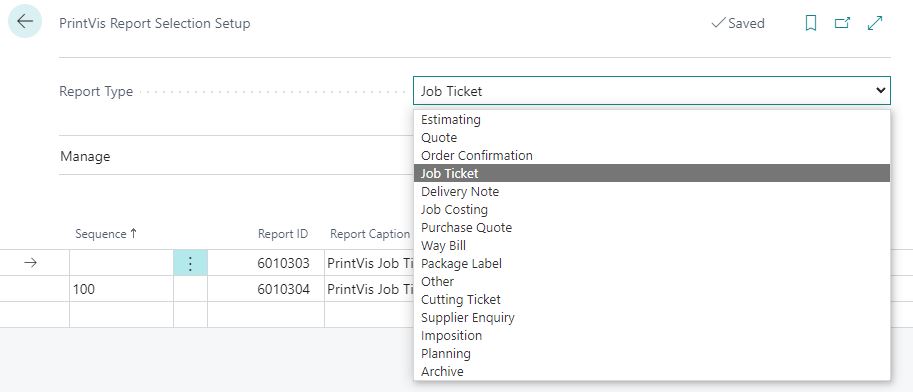 PrintVis Report Selection Setup
Saved
Report Type
Job Ticket
Estimating
Quote
Order Confirmation
Job Ticket
Delivery Note
Job Costing
Purchase Quote
Way Bill
Package Label
Other
Cutting Ticket
Supplier Enquiry
Imposition
Planning
Archive
Manage
Sequence ↑ Report ID Report Caption
6010303 PrintVis Job Ti
100 6010304 PrintVis Job Ti